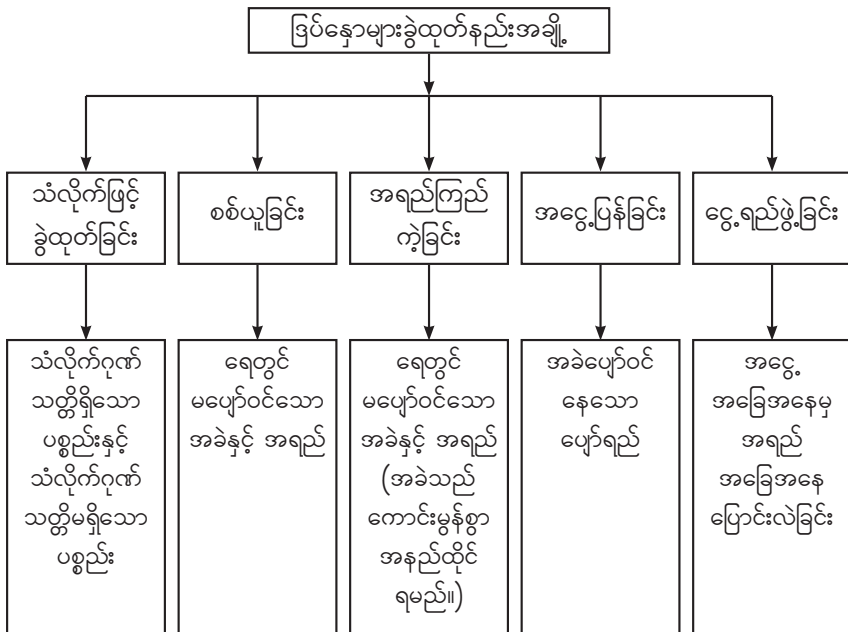 ဒြပ်နှောများခွဲထုတ်နည်းအချို့
သံလိုက်ဖြင့်
ခွဲထုတ်ခြင်း
စစ်ယူခြင်း
အရည်ကြည်
ကဲ့ခြင်း
အငွေ့ပြန်ခြင်း
ငွေ့ရည်ဖွဲ့ခြင်း
သံလိုက်ဂုဏ်
သတ္တိရှိသော
ပစ္စည်းနှင့်
သံလိုက်ဂုဏ်
သတ္တိမရှိသော
ပစ္စည်း
ရေတွင်
မပျော်ဝင်သော
အခဲနှင့် အရည်
ရေတွင်
မပျော်ဝင်သော
အခဲနှင့် အရည်
(အခဲသည်
ကောင်းမွန်စွာ
အနည်ထိုင်
ရမည်။)
အခဲပျော်ဝင်
နေသော
ပျော်ရည်
အငွေ့
အခြေအနေမှ
အရည်
အခြေအနေ
ပြောင်းလဲခြင်း